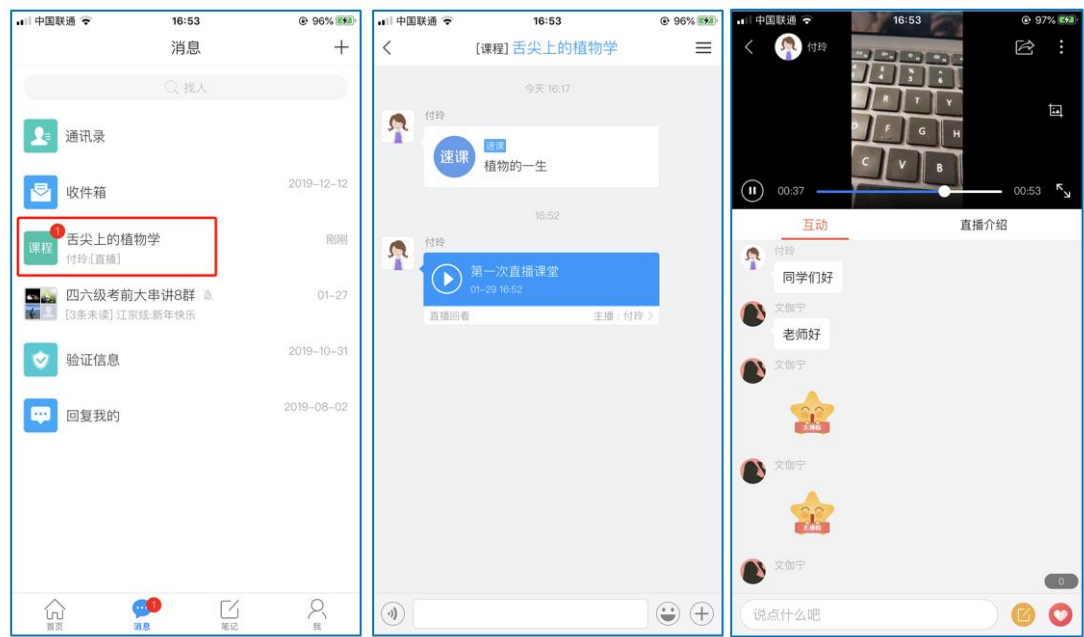 中国联通
16:53
96%
消息
找人
通讯录
收件箱
2019-12-12
课程
1
舌尖上的植物学
刚刚
付玲:[直播]
四六级考前大串讲8群
01-27
[3条未读] 江宗炫:新年快乐
验证信息
2019-10-31
回复我的
2019-08-02
首页
1
消息
笔记
我
中国联通
16:53
96%
[课程] 舌尖上的植物学
今天 16:17
付玲
速课
速课
植物的一生
16:52
付玲
第一次直播课堂
01-29 16:52
直播回看
主播:付玲
中国联通
16:53
97%
付玲
R
T
Y
D
F
G
H
C
V
B
00:37
00:53
互动
直播介绍
付玲
同学们好
文伽宁
老师好
文伽宁
太棒啦
文伽宁
太棒啦
文伽宁
0
说点什么吧